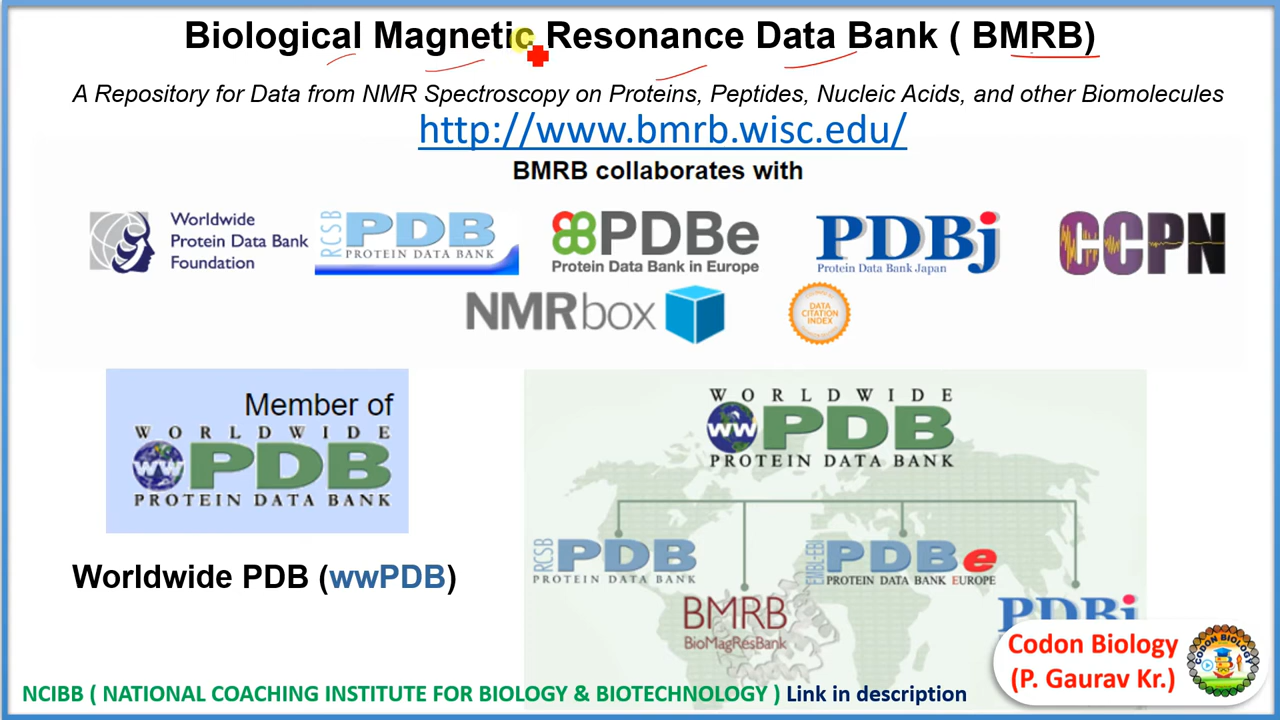 Biological Magnetic Resonance Data Bank ( BMRB)
A Repository for Data from NMR Spectroscopy on Proteins, Peptides, Nucleic Acids, and other Biomolecules
http://www.bmrb.wisc.edu/
BMRB collaborates with
Worldwide
Protein Data Bank
Foundation
RCSB PDB
PROTEIN DATA BANK
PDBe
Protein Data Bank in Europe
PDBj
Protein Data Bank Japan
CCPN
NMRbox
DATA
CITATION
INDEX
Member of
WORLDWIDE
ww PDB
PROTEIN DATA BANK
Worldwide PDB (wwPDB)
WORLDWIDE
ww PDB
PROTEIN DATA BANK
RCSB PDB
PROTEIN DATA BANK
EMBL-EBI PDBe
PROTEIN DATA BANK EUROPE
BMRB
BioMagResBank
PDBj
Codon Biology
(P. Gaurav Kr.)
CODON BIOLOGY
NCIBB ( NATIONAL COACHING INSTITUTE FOR BIOLOGY & BIOTECHNOLOGY ) Link in description